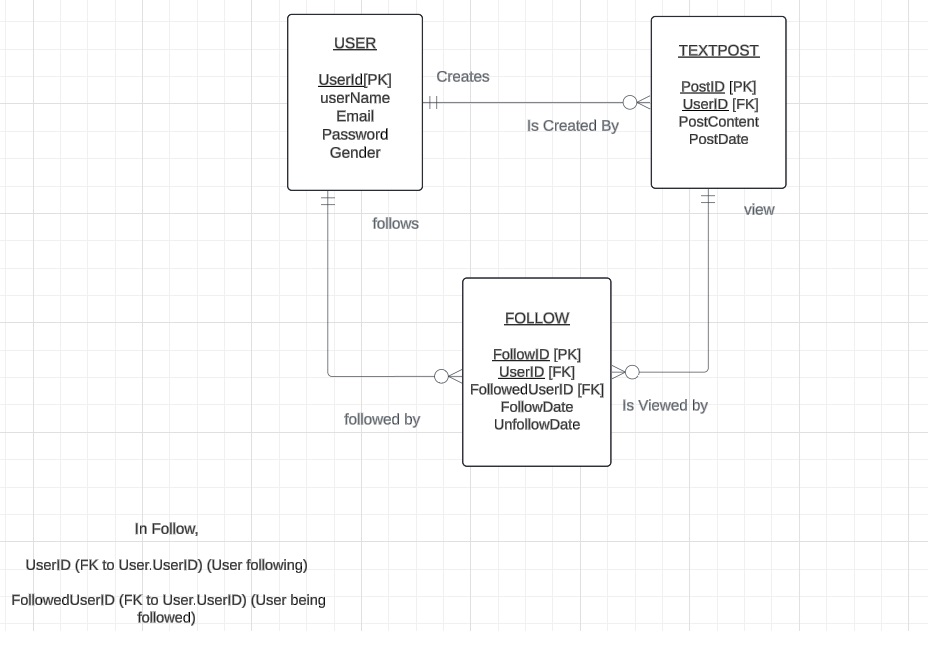 USER
UserId[PK]
userName
Email
Password
Gender
Creates
Is Created By
TEXTPOST
PostID [PK]
UserID [FK]
PostContent
PostDate
follows
view
FOLLOW
FollowID [PK]
UserID [FK]
FollowedUserID [FK]
FollowDate
UnfollowDate
followed by
Is Viewed by
In Follow,
UserID (FK to User.UserID) (User following)
FollowedUserID (FK to User.UserID) (User being
followed)